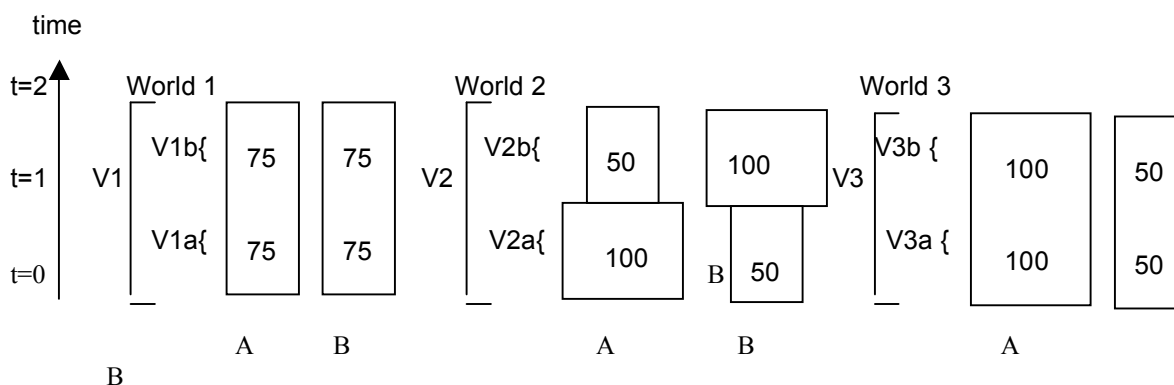 time
t=2 World 1 World 2 World 3
V1b{ 75 75 V2b{ 50 100 V3b { 100 50
t=1 V1 V2 V3
V1a{ 75 75 V2a{ 100 B 50 V3a { 100 50
t=0
A B A B A
B